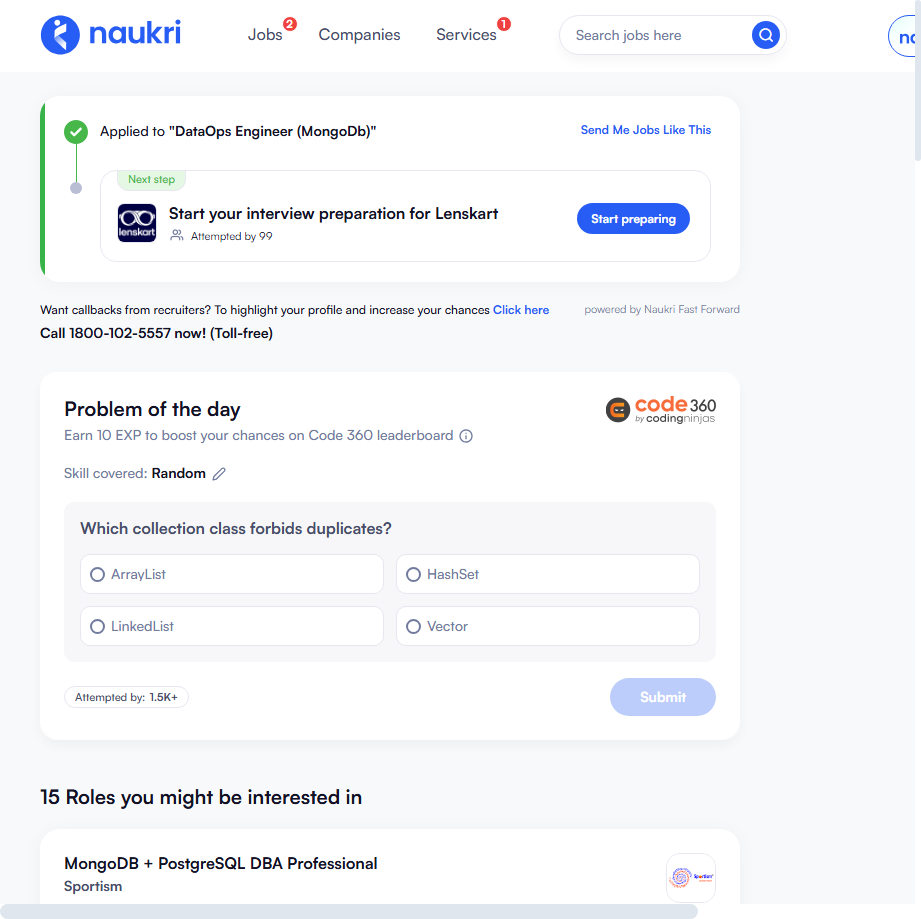 naukri
Jobs 2
Companies
Services 1
Search jobs here
Applied to "DataOps Engineer (MongoDb)"
Send Me Jobs Like This
Next step
lenskart
Start your interview preparation for Lenskart
Attempted by 99
Start preparing
Want callbacks from recruiters? To highlight your profile and increase your chances Click here
powered by Naukri Fast Forward
Call 1800-102-5557 now! (Toll-free)
Problem of the day
code 360
by codingninjas
Earn 10 EXP to boost your chances on Code 360 leaderboard
Skill covered: Random
Which collection class forbids duplicates?
ArrayList
HashSet
LinkedList
Vector
Attempted by: 1.5K+
Submit
15 Roles you might be interested in
MongoDB + PostgreSQL DBA Professional
Sportism